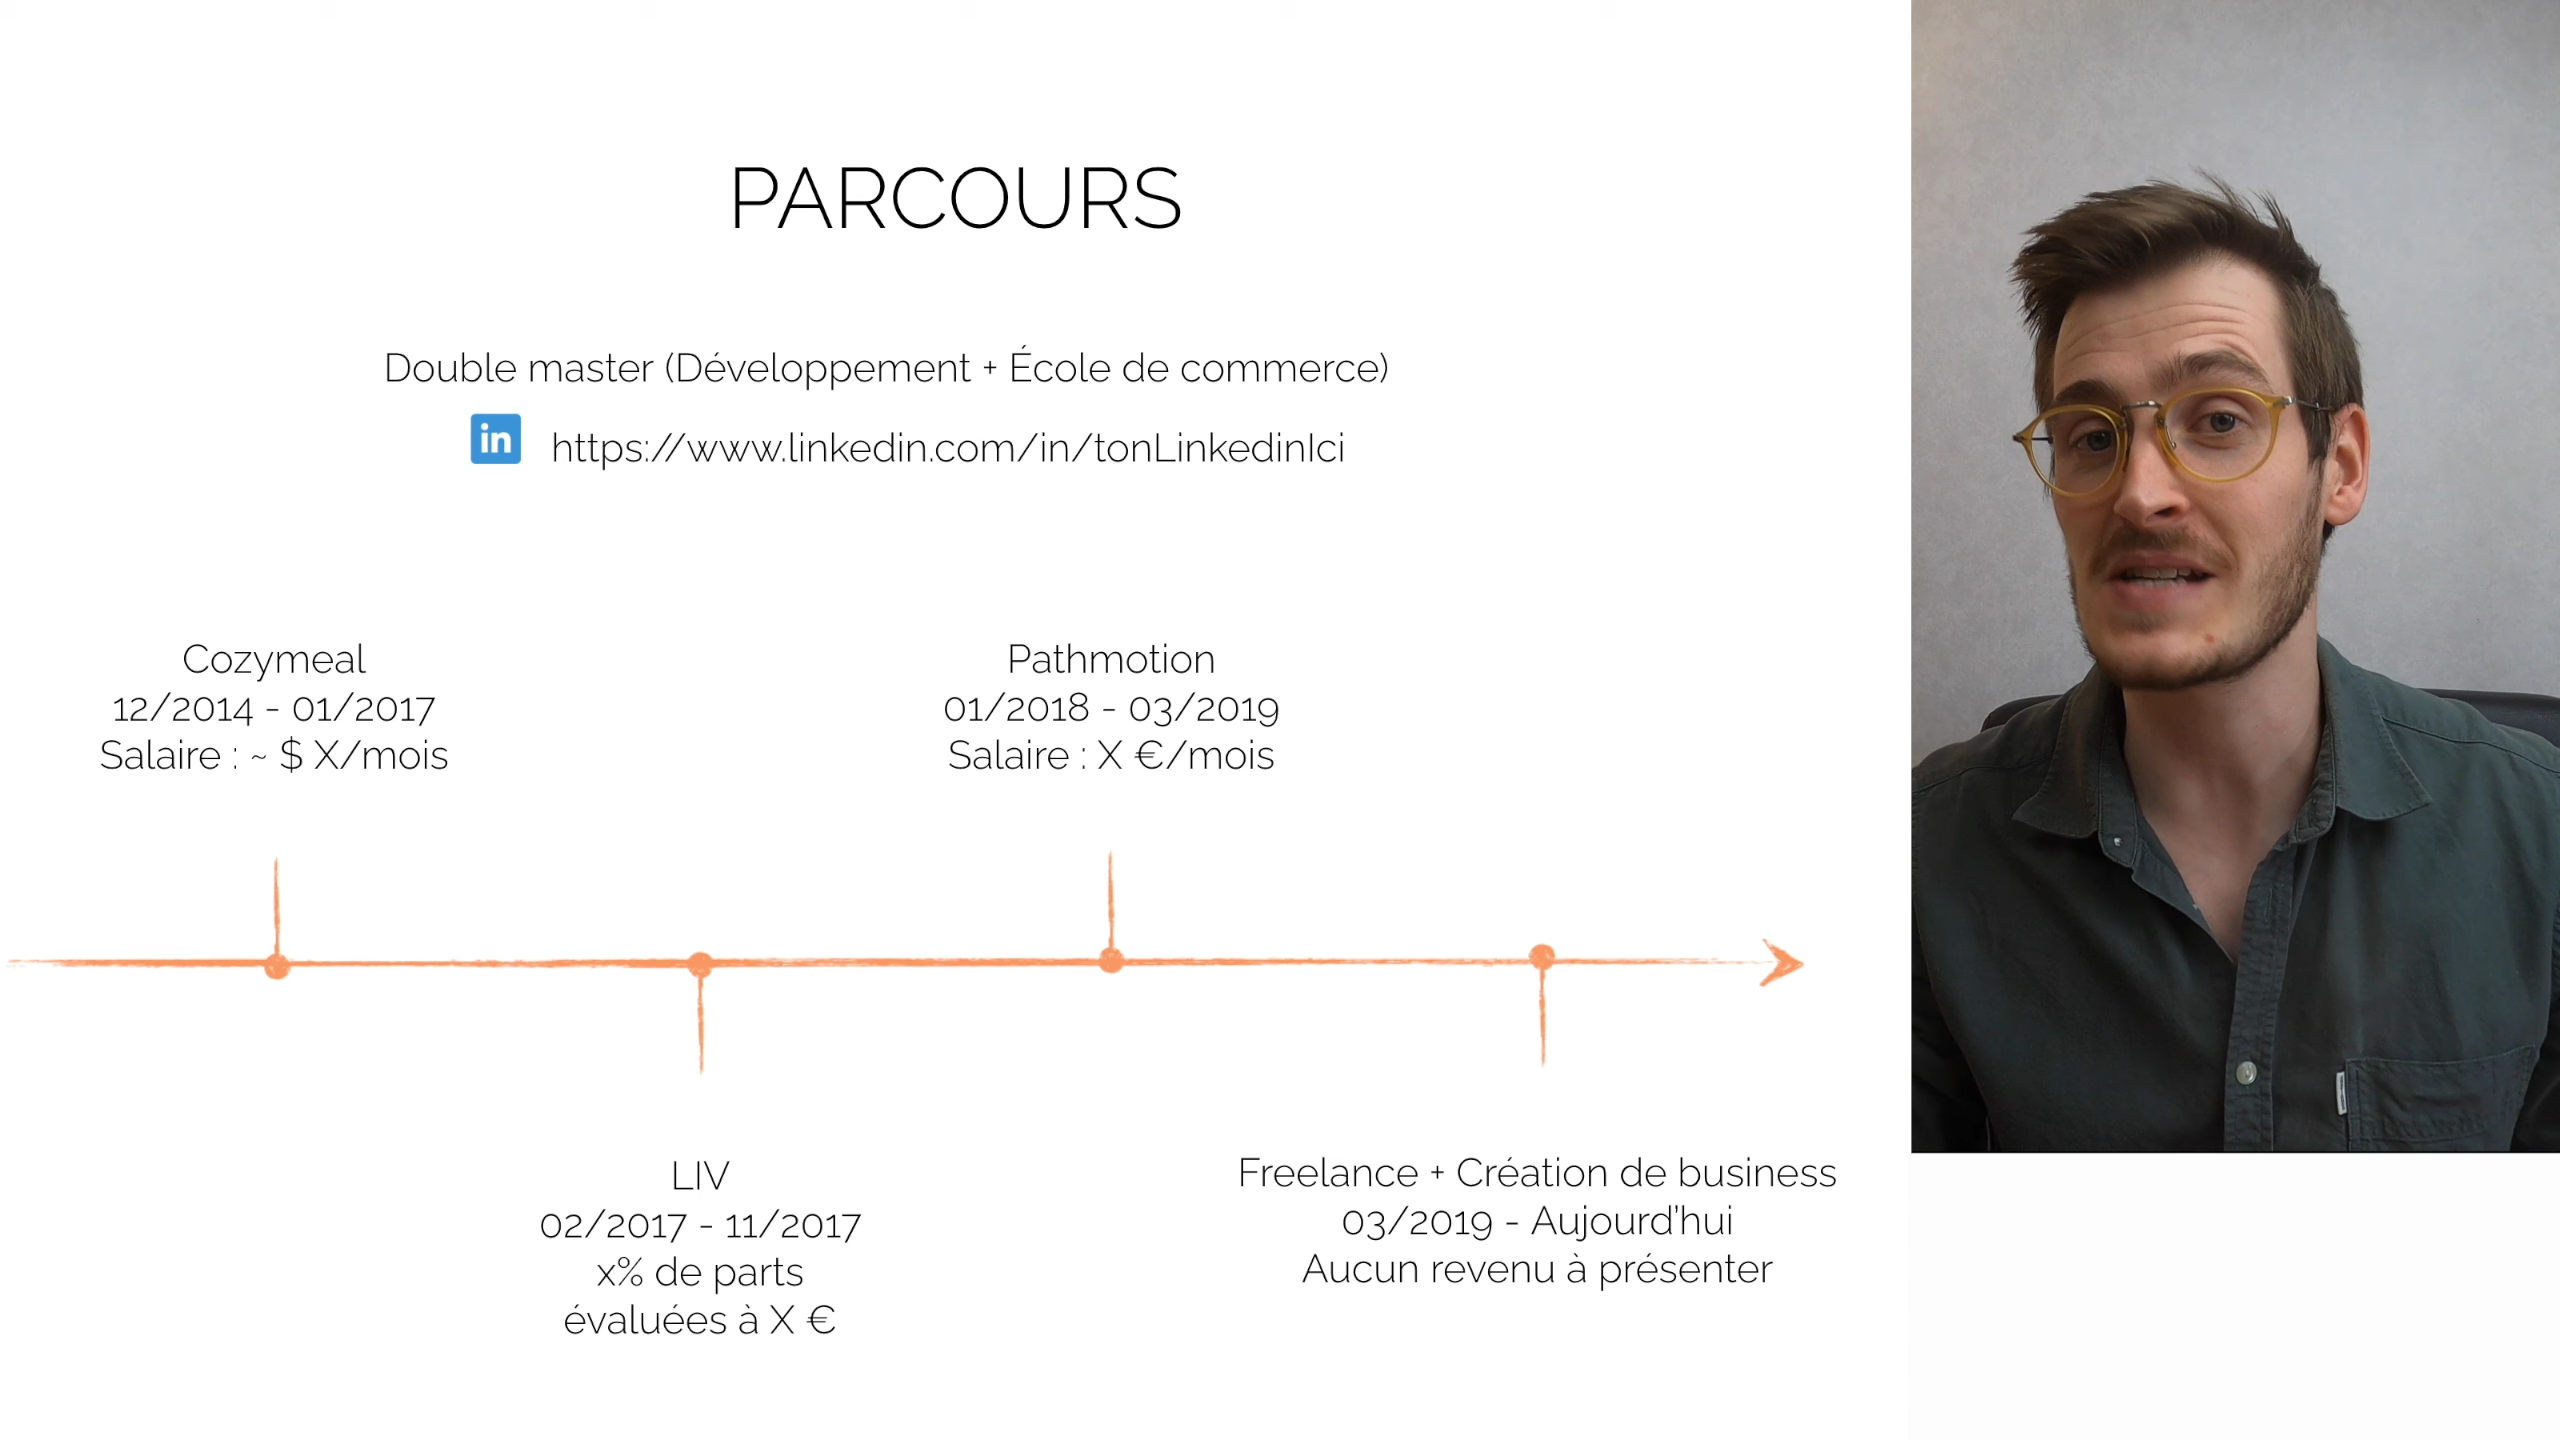 PARCOURS
Double master (Développement + École de commerce)
in https://www.linkedin.com/in/tonLinkedinIci
Cozymeal
12/2014 - 01/2017
Salaire : ~ $ X/mois
Pathmotion
01/2018 - 03/2019
Salaire : X €/mois
LIV
02/2017 - 11/2017
x% de parts
évaluées à X €
Freelance + Création de business
03/2019 - Aujourd'hui
Aucun revenu à présenter